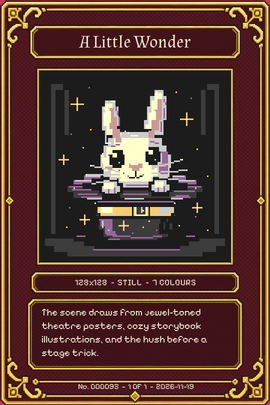 A Little Wonder
128x128 - STILL - 7 COLOURS
The scene draws from jewel-toned
theatre posters, cozy storybook
illustrations, and the hush before a
stage trick.
No. 000093 - 1 OF 1 - 2025-11-19